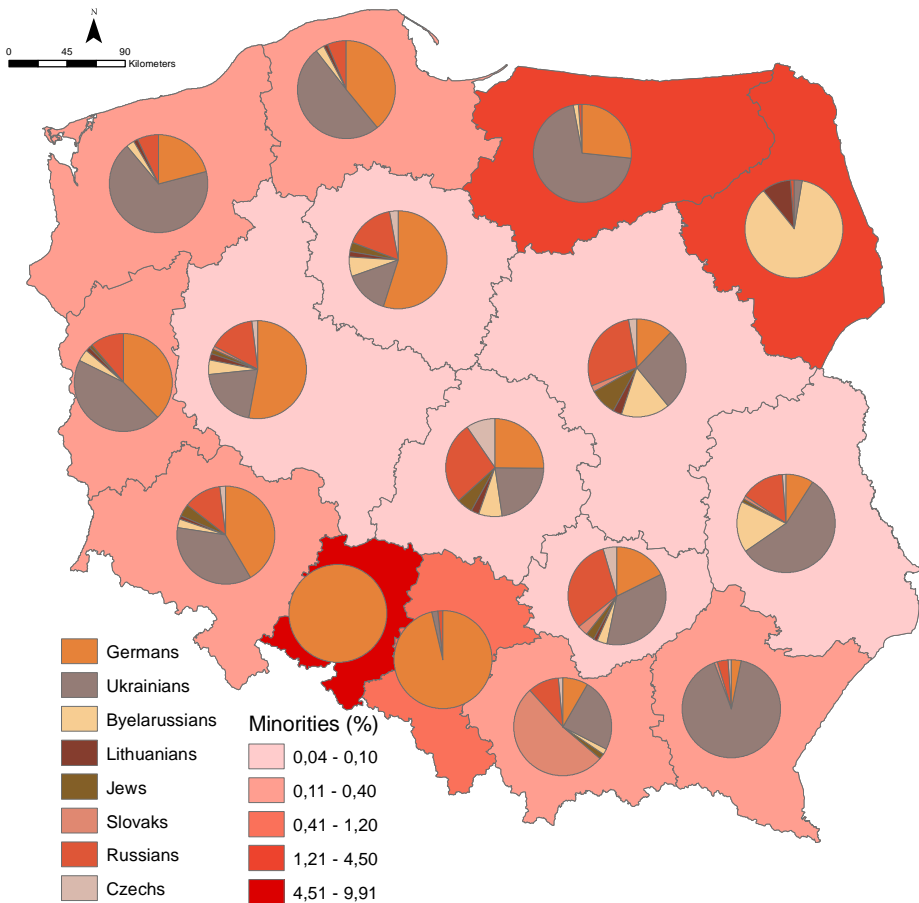 N
0 45 90
Kilometers
Germans
Ukrainians
Byelarussians
Lithuanians
Jews
Slovaks
Russians
Czechs
Minorities (%)
0,04 - 0,10
0,11 - 0,40
0,41 - 1,20
1,21 - 4,50
4,51 - 9,91